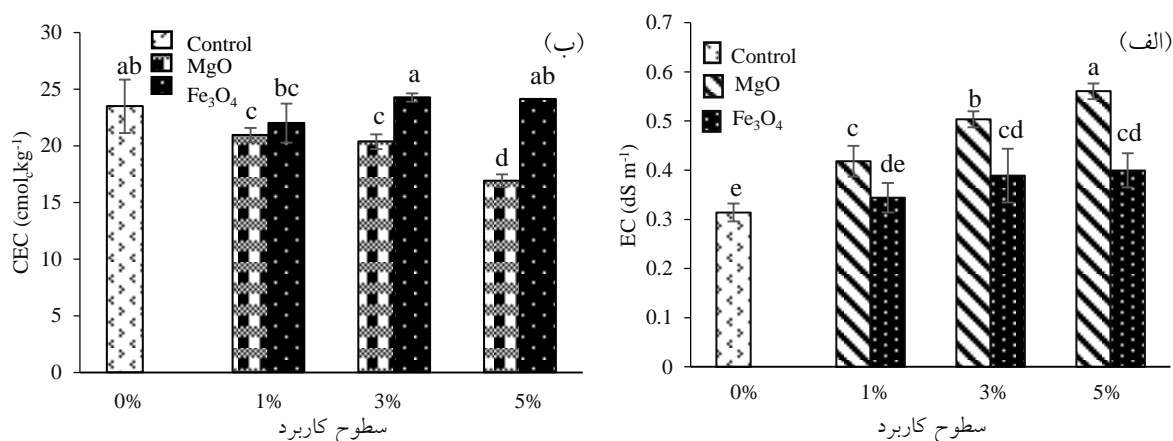 (ب)
Control
MgO
Fe₃O₄
CEC (cmolckg⁻¹)
30
25
20
15
10
5
0
ab
c
bc
c
a
d
ab
0% 1% 3% 5%
سطوح کاربرد
(الف)
Control
MgO
Fe₃O₄
EC (dS m⁻¹)
0.7
0.6
0.5
0.4
0.3
0.2
0.1
0
e
c
de
b
cd
a
cd
0% 1% 3% 5%
سطوح کاربرد